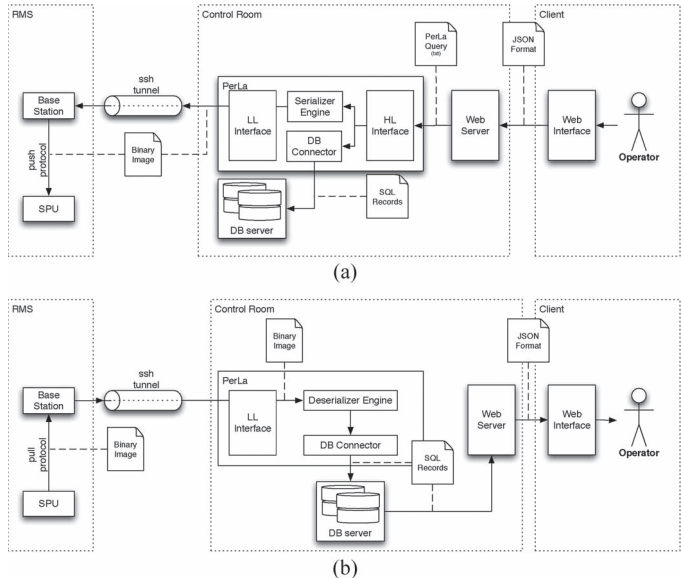 RMS
Control Room
Client
PerLa
Query
(txt)
JSON
Format
ssh
tunnel
PerLa
Base
Station
LL
Interface
Serializer
Engine
HL
Interface
Web
Server
Web
Interface
DB
Connector
Operator
push
protocol
Binary
Image
SQL
Records
SPU
DB server
(a)
RMS
Control Room
Client
Binary
Image
JSON
Format
ssh
tunnel
PerLa
Base
Station
LL
Interface
Deserializer Engine
Web
Server
Web
Interface
DB Connector
Operator
pull
protocol
Binary
Image
SQL
Records
SPU
DB server
(b)